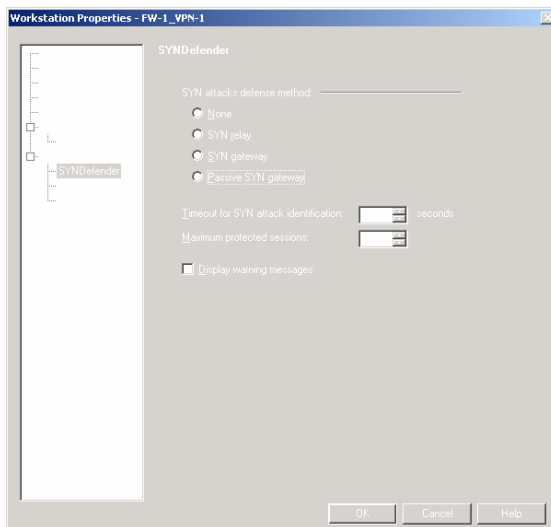 Workstation Properties - FW-1_VPN-1
SYNDefender
SYN attacks defense method:
None
SYN relay
SYN gateway
SYNDefender
Passive SYN gateway
Timeout for SYN attack identification: seconds
Maximum protected sessions:
Display warning messages
OK Cancel Help